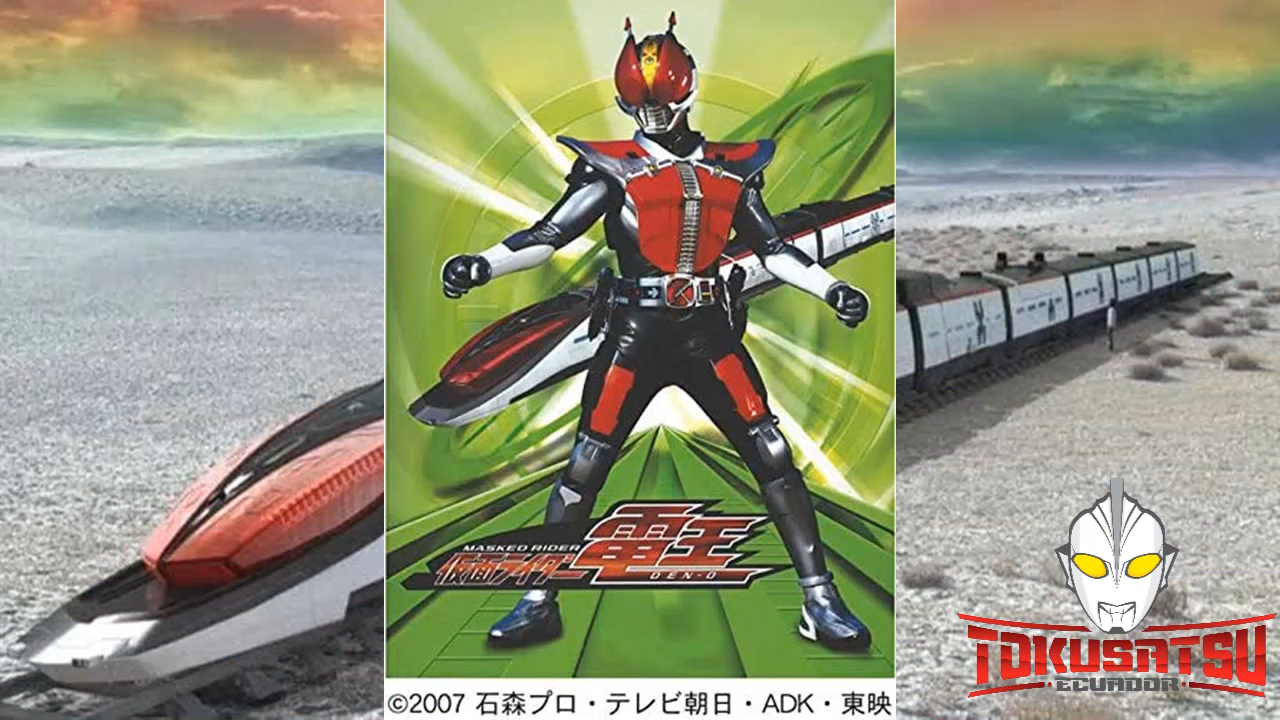 MASKED RIDER
仮面ライダー
電王
DEN-O
©2007 石森プロ・テレビ朝日・ADK・東映
TOKUSATSU
ECUADOR